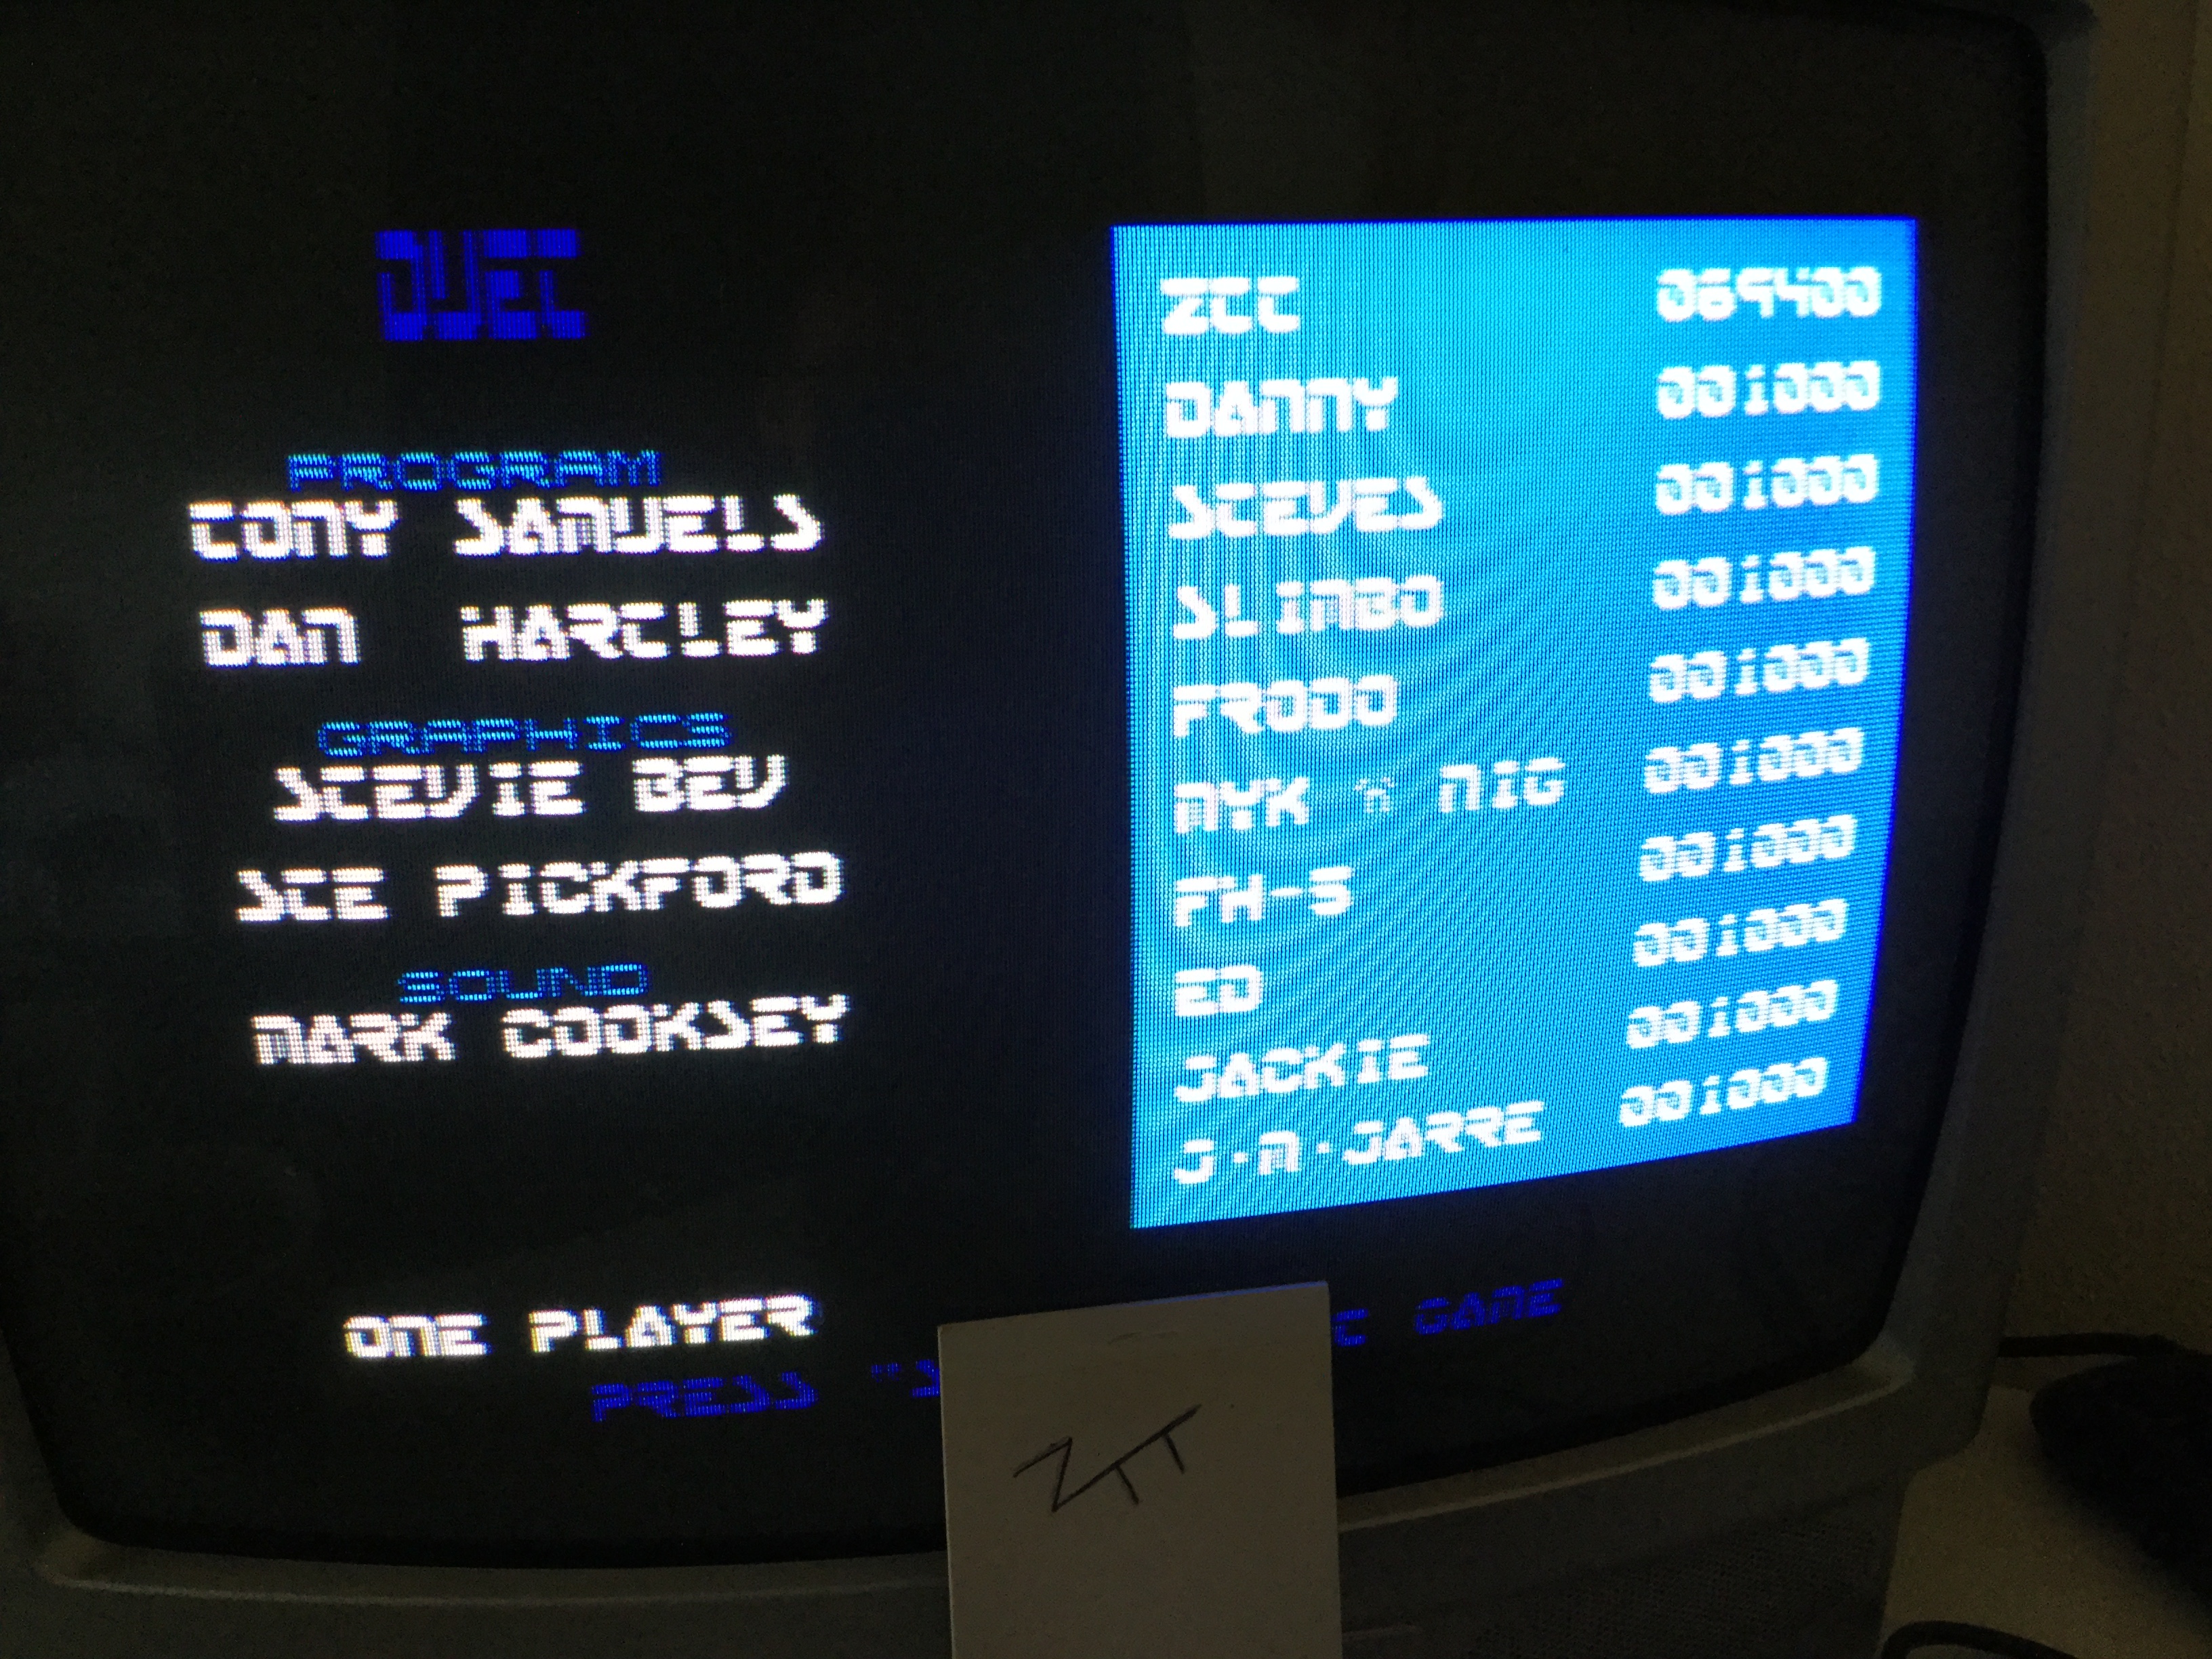 DUET
PROGRAM
TONY SAMUELS
DAN HARTLEY
GRAPHICS
STEVIE BEV
STE PICKFORD
SOUND
MARK COOKSEY
ONE PLAYER
ZTT 069400
DANNY 001000
STEVES 001000
SLIMBO 001000
FRODO 001000
MYK 'N' NIG 001000
FH-5 001000
ED 001000
JACKIE 001000
J.M.JARRE 001000
T GAME
PRESS "S
ZTT